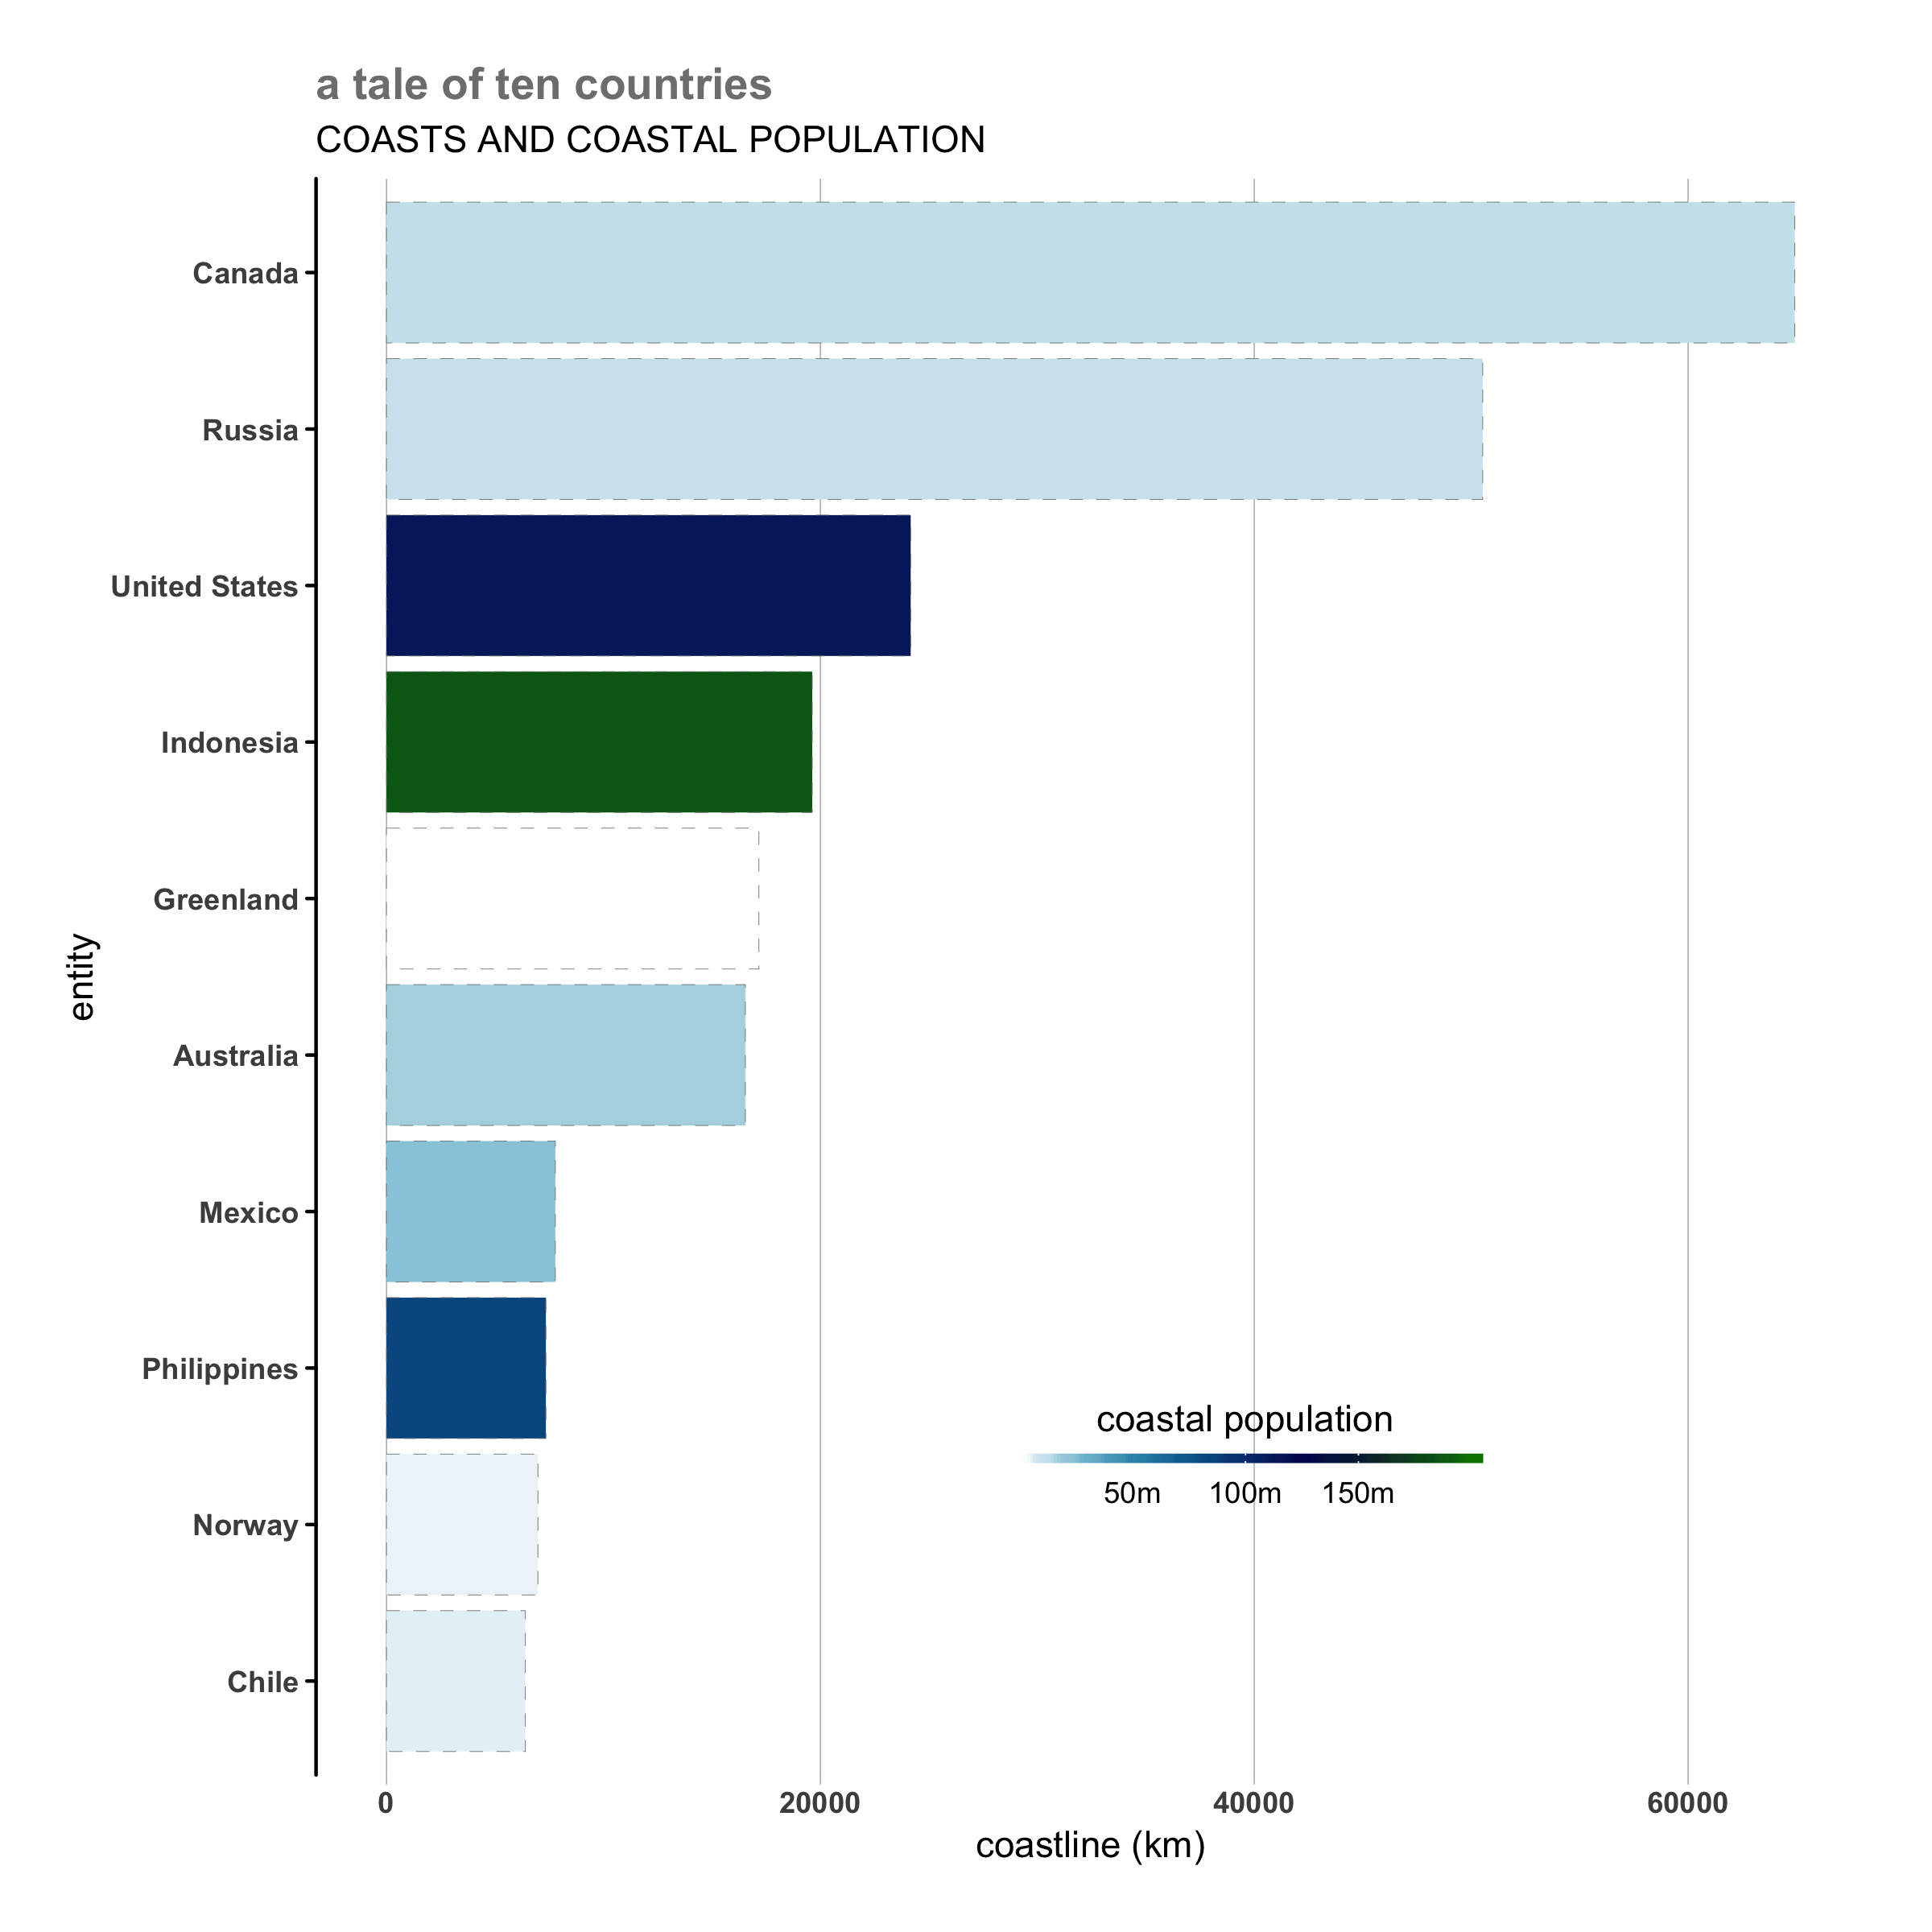 a tale of ten countries
COASTS AND COASTAL POPULATION
Canada
Russia
United States
Indonesia
Greenland
Australia
Mexico
Philippines
Norway
Chile
entity
coastal population
50m 100m 150m
0 20000 40000 60000
coastline (km)